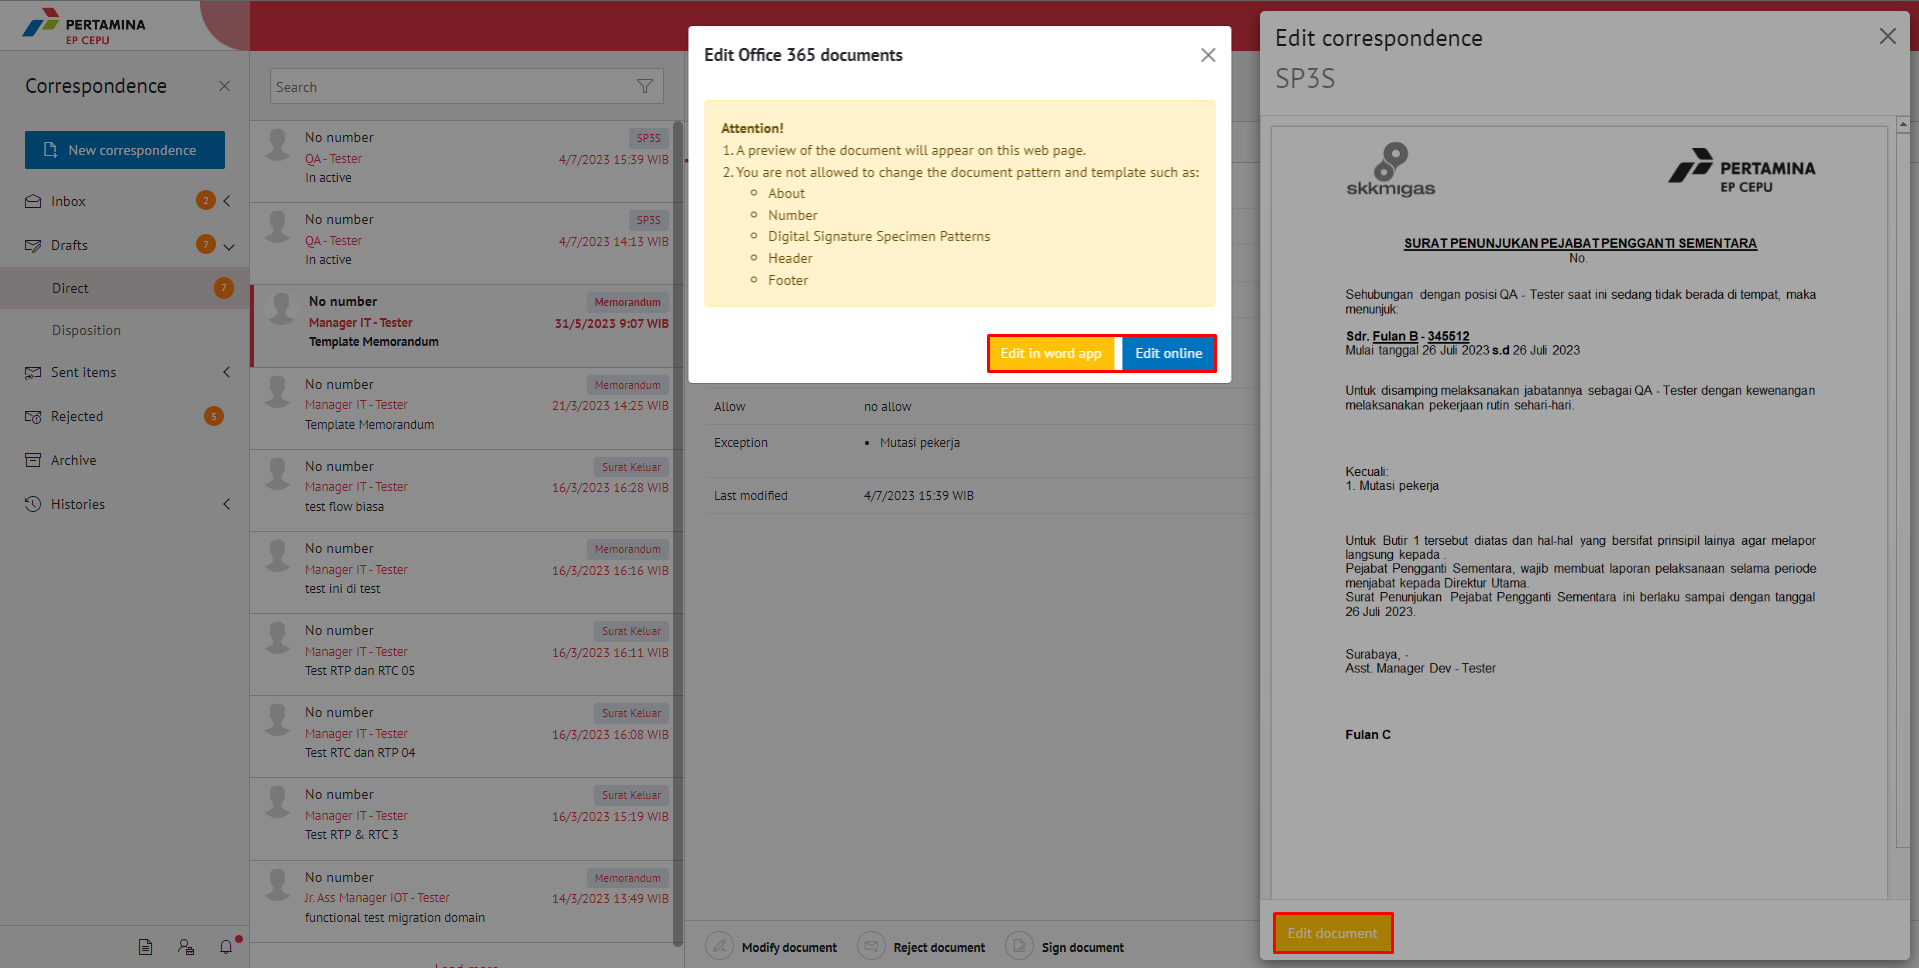 PERTAMINA
EP CEPU
Correspondence
New correspondence
Inbox 2
Drafts 7
Direct 7
Disposition
Sent items
Rejected 5
Archive
Histories
Search
No number SP3S
QA - Tester 4/7/2023 15:39 WIB
In active
No number SP3S
QA - Tester 4/7/2023 14:13 WIB
In active
No number Memorandum
Manager IT - Tester 31/5/2023 9:07 WIB
Template Memorandum
No number Memorandum
Manager IT - Tester 21/3/2023 14:25 WIB
Template Memorandum
No number Surat Keluar
Manager IT - Tester 16/3/2023 16:28 WIB
test flow biasa
No number Memorandum
Manager IT - Tester 16/3/2023 16:16 WIB
test ini di test
No number Surat Keluar
Manager IT - Tester 16/3/2023 16:11 WIB
Test RTP dan RTC 05
No number Surat Keluar
Manager IT - Tester 16/3/2023 16:08 WIB
Test RTC dan RTP 04
No number Surat Keluar
Manager IT - Tester 16/3/2023 15:19 WIB
Test RTP & RTC 3
No number Memorandum
Jr. Ass Manager IOT - Tester 14/3/2023 13:49 WIB
functional test migration domain
Load more
Edit Office 365 documents
Attention!
1. A preview of the document will appear on this web page.
2. You are not allowed to change the document pattern and template such as:
About
Number
Digital Signature Specimen Patterns
Header
Footer
Edit in word app Edit online
Allow no allow
Exception • Mutasi pekerja
Last modified 4/7/2023 15:39 WIB
Modify document Reject document Sign document
Edit correspondence
SP3S
skkmigas
PERTAMINA
EP CEPU
SURAT PENUNJUKAN PEJABAT PENGGANTI SEMENTARA
No.
Sehubungan dengan posisi QA - Tester saat ini sedang tidak berada di tempat, maka
menunjuk:
Sdr. Fulan B - 345512
Mulai tanggal 26 Juli 2023 s.d 26 Juli 2023
Untuk disamping melaksanakan jabatannya sebagai QA - Tester dengan kewenangan
melaksanakan pekerjaan rutin sehari-hari.
Kecuali:
1. Mutasi pekerja
Untuk Butir 1 tersebut diatas dan hal-hal yang bersifat prinsipil lainya agar melapor
langsung kepada .
Pejabat Pengganti Sementara, wajib membuat laporan pelaksanaan selama periode
menjabat kepada Direktur Utama.
Surat Penunjukan Pejabat Pengganti Sementara ini berlaku sampai dengan tanggal
26 Juli 2023.
Surabaya, -
Asst. Manager Dev - Tester
Fulan C
Edit document